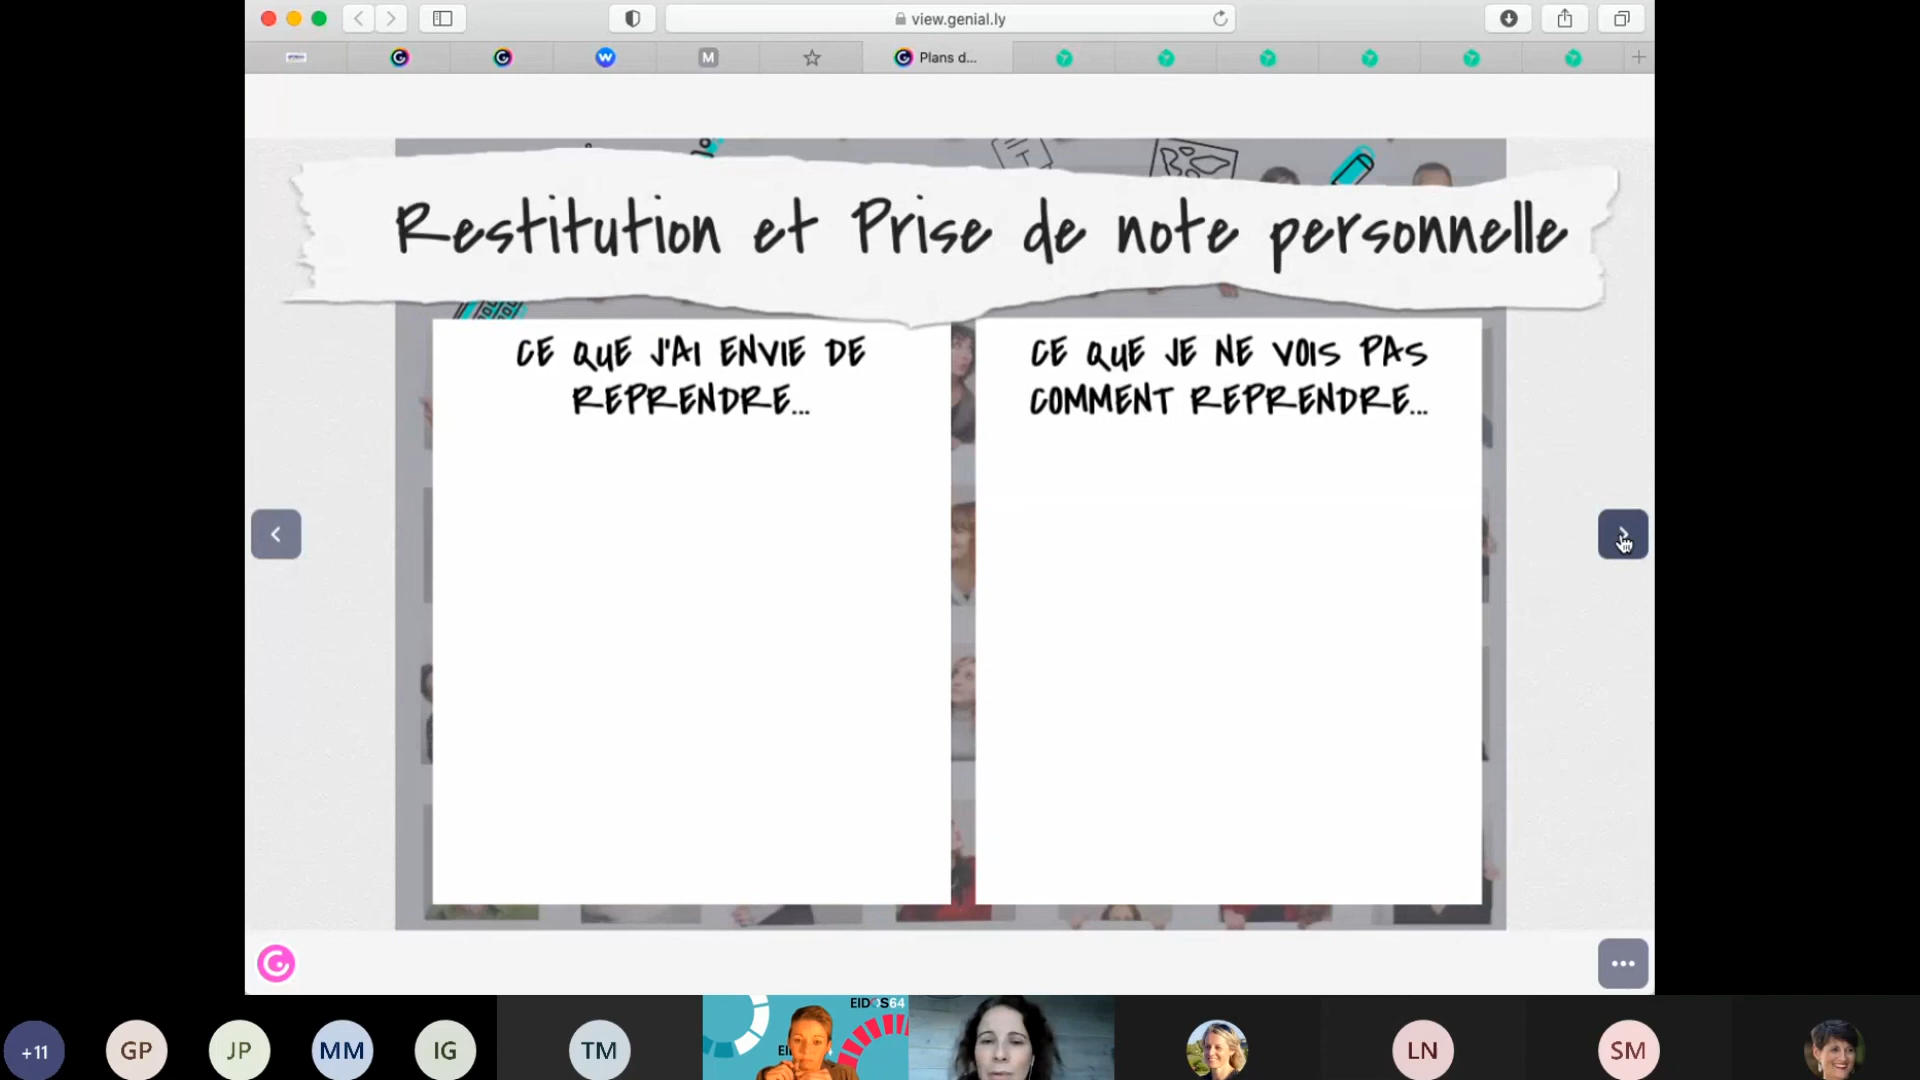 view.genial.ly
W
M
Plans d...
Restitution et Prise de note personnelle
CE QUE J'AI ENVIE DE
REPRENDRE...
CE QUE JE NE VOIS PAS
COMMENT REPRENDRE...
EIDOS64
+11
GP
JP
MM
IG
TM
LN
SM